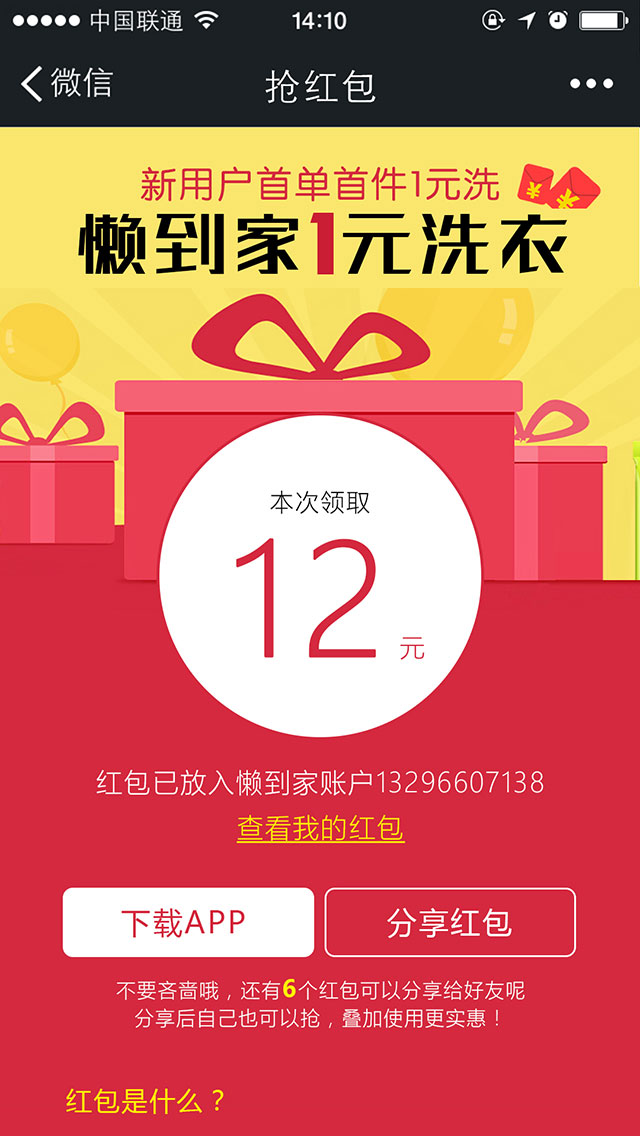 中国联通
14:10
微信
抢红包
新用户首单首件1元洗
懒到家1元洗衣
本次领取
12元
红包已放入懒到家账户13296607138
查看我的红包
下载APP
分享红包
不要吝啬哦，还有6个红包可以分享给好友呢
分享后自己也可以抢，叠加使用更实惠！
红包是什么？